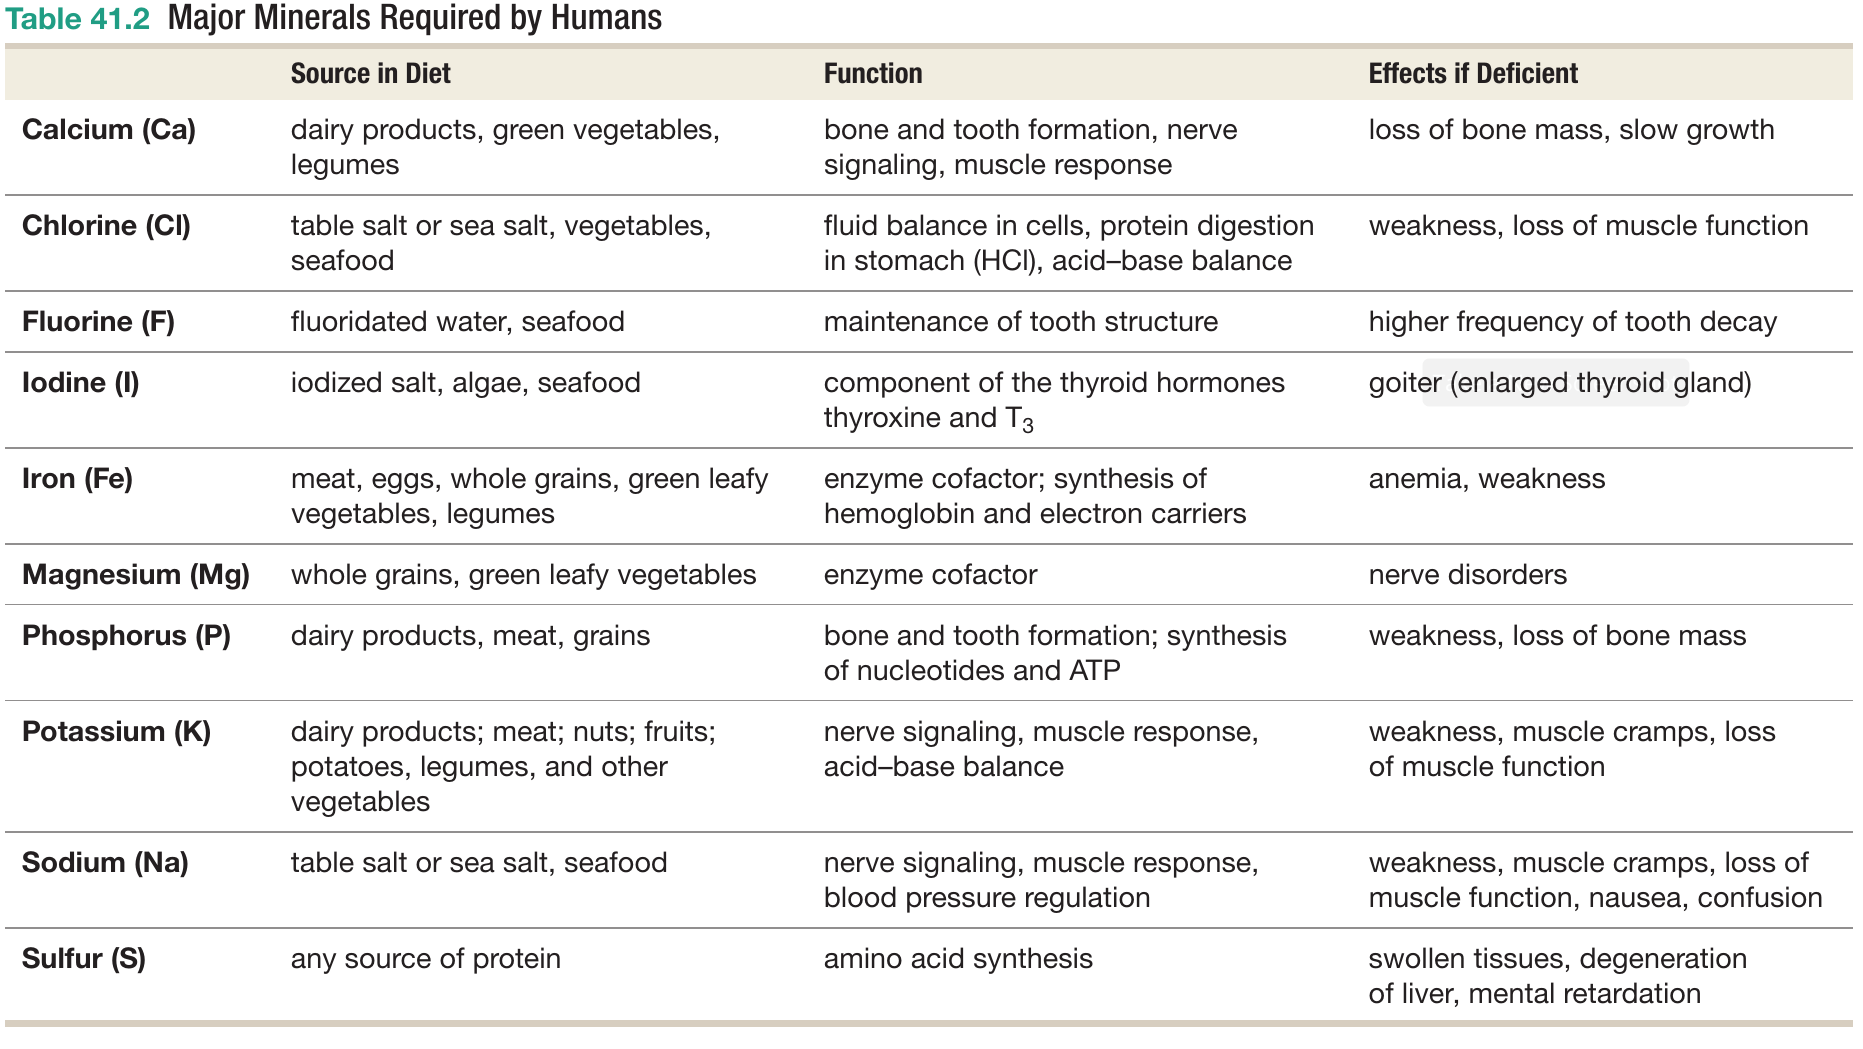 Table 41.2 Major Minerals Required by Humans
Source in Diet Function Effects if Deficient
Calcium (Ca) dairy products, green vegetables, bone and tooth formation, nerve loss of bone mass, slow growth
legumes signaling, muscle response
Chlorine (Cl) table salt or sea salt, vegetables, fluid balance in cells, protein digestion weakness, loss of muscle function
seafood in stomach (HCl), acid–base balance
Fluorine (F) fluoridated water, seafood maintenance of tooth structure higher frequency of tooth decay
Iodine (I) iodized salt, algae, seafood component of the thyroid hormones goiter (enlarged thyroid gland)
thyroxine and T3
Iron (Fe) meat, eggs, whole grains, green leafy enzyme cofactor; synthesis of anemia, weakness
vegetables, legumes hemoglobin and electron carriers
Magnesium (Mg) whole grains, green leafy vegetables enzyme cofactor nerve disorders
Phosphorus (P) dairy products, meat, grains bone and tooth formation; synthesis weakness, loss of bone mass
of nucleotides and ATP
Potassium (K) dairy products; meat; nuts; fruits; nerve signaling, muscle response, weakness, muscle cramps, loss
potatoes, legumes, and other acid–base balance of muscle function
vegetables
Sodium (Na) table salt or sea salt, seafood nerve signaling, muscle response, weakness, muscle cramps, loss of
blood pressure regulation muscle function, nausea, confusion
Sulfur (S) any source of protein amino acid synthesis swollen tissues, degeneration
of liver, mental retardation